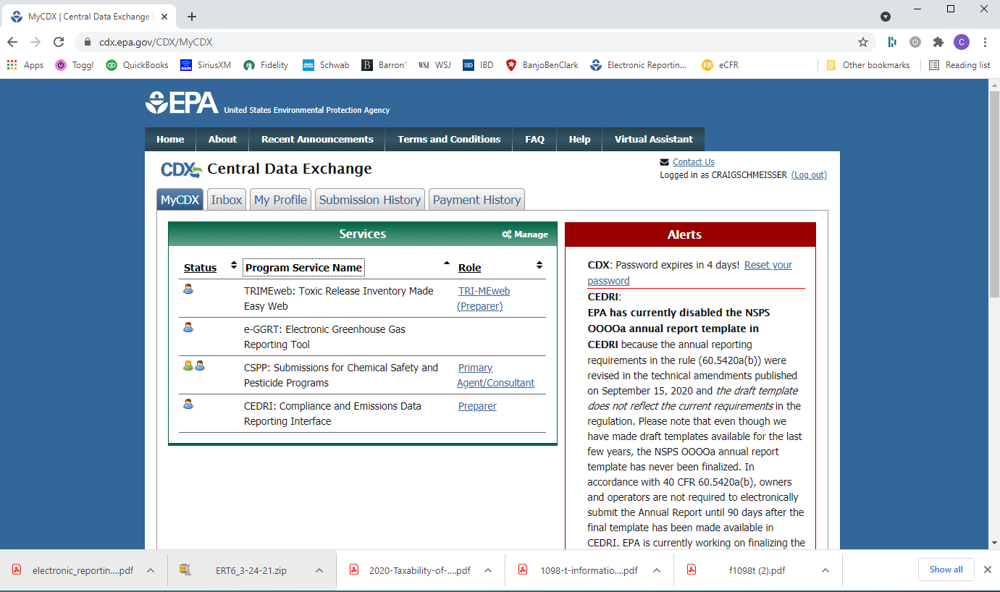 MyCDX | Central Data Exchange
cdx.epa.gov/CDX/MyCDX
C
Apps Toggl QuickBooks SiriusXM Fidelity Schwab Barron' WSJ WSJ IBD IBD BanjoBenClark Electronic Reportin... FR eCFR Other bookmarks Reading list
EPA United States Environmental Protection Agency
Home About Recent Announcements Terms and Conditions FAQ Help Virtual Assistant
CDX Central Data Exchange
Contact Us
Logged in as CRAIGSCHMEISSER (Log out)
MyCDX Inbox My Profile Submission History Payment History
Services Manage
Status Program Service Name Role
TRIMEweb: Toxic Release Inventory Made
Easy Web
TRI-MEweb
(Preparer)
e-GGRT: Electronic Greenhouse Gas
Reporting Tool
CSPP: Submissions for Chemical Safety and
Pesticide Programs
Primary
Agent/Consultant
CEDRI: Compliance and Emissions Data
Reporting Interface
Preparer
Alerts
CDX: Password expires in 4 days! Reset your
password
CEDRI:
EPA has currently disabled the NSPS
OOOOa annual report template in
CEDRI because the annual reporting
requirements in the rule (60.5420a(b)) were
revised in the technical amendments published
on September 15, 2020 and the draft template
does not reflect the current requirements in the
regulation. Please note that even though we
have made draft templates available for the last
few years, the NSPS OOOOa annual report
template has never been finalized. In
accordance with 40 CFR 60.5420a(b), owners
and operators are not required to electronically
submit the Annual Report until 90 days after the
final template has been made available in
CEDRI. EPA is currently working on finalizing the
electronic_reportin....pdf ERT6_3-24-21.zip 2020-Taxability-of-....pdf 1098-t-informatio....pdf f1098t (2).pdf Show all